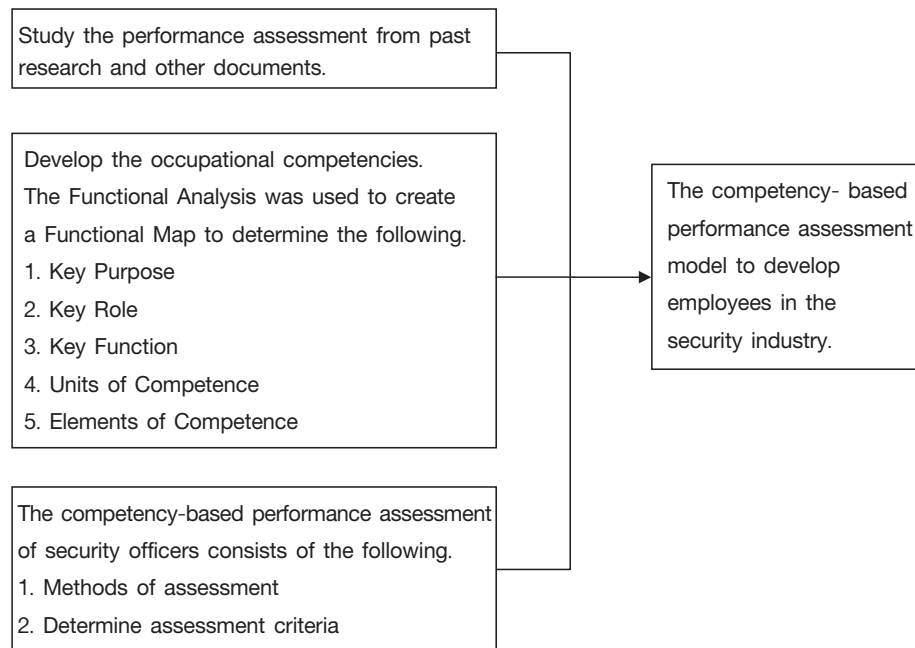 Study the performance assessment from past
research and other documents.
Develop the occupational competencies.
The Functional Analysis was used to create
a Functional Map to determine the following.
1. Key Purpose
2. Key Role
3. Key Function
4. Units of Competence
5. Elements of Competence
The competency-based performance assessment
of security officers consists of the following.
1. Methods of assessment
2. Determine assessment criteria
The competency- based
performance assessment
model to develop
employees in the
security industry.